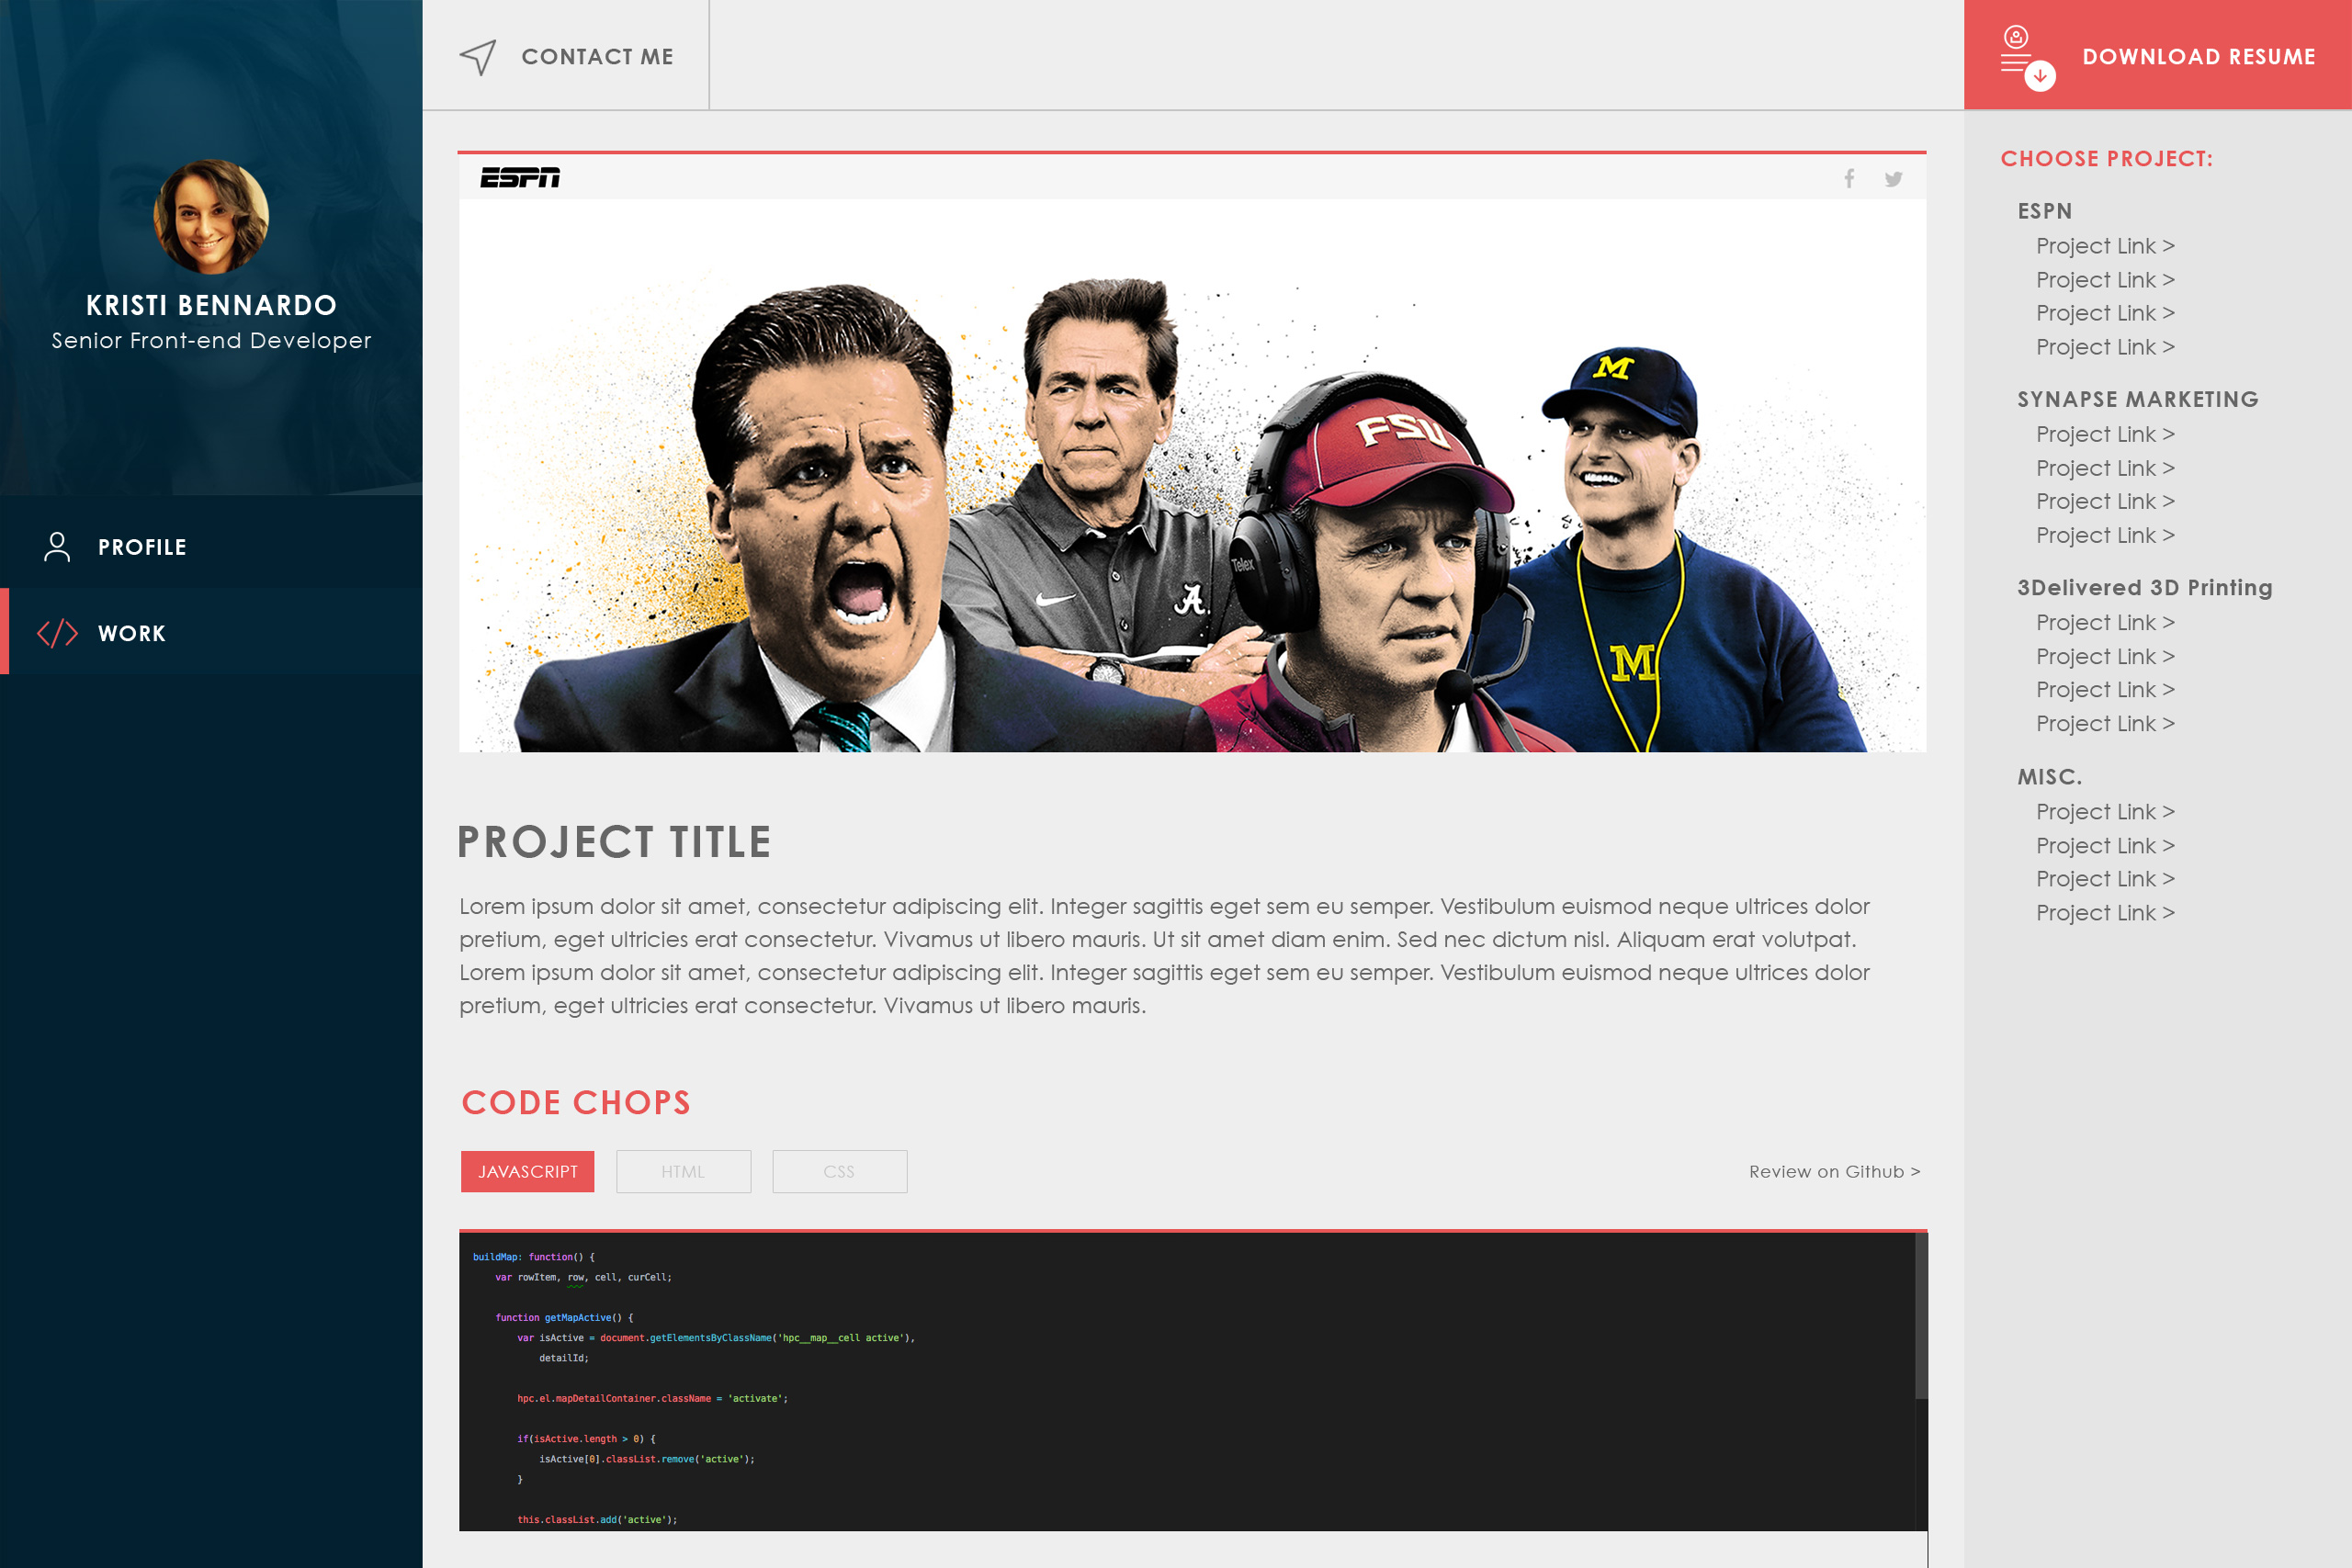 CONTACT ME
DOWNLOAD RESUME
KRISTI BENNARDO
Senior Front-end Developer
PROFILE
WORK
ESPN
FSU
M
Telex
A
M
PROJECT TITLE
Lorem ipsum dolor sit amet, consectetur adipiscing elit. Integer sagittis eget sem eu semper. Vestibulum euismod neque ultrices dolor
pretium, eget ultricies erat consectetur. Vivamus ut libero mauris. Ut sit amet diam enim. Sed nec dictum nisl. Aliquam erat volutpat.
Lorem ipsum dolor sit amet, consectetur adipiscing elit. Integer sagittis eget sem eu semper. Vestibulum euismod neque ultrices dolor
pretium, eget ultricies erat consectetur. Vivamus ut libero mauris.
CODE CHOPS
JAVASCRIPT
HTML
CSS
Review on Github >
buildMap: function() {
var rowItem, row, cell, curCell;
function getMapActive() {
var isActive = document.getElementsByClassName('hpc__map__cell active'),
detailId;
hpc.el.mapDetailContainer.className = 'activate';
if(isActive.length > 0) {
isActive[0].classList.remove('active');
}
this.classList.add('active');
CHOOSE PROJECT:
ESPN
Project Link >
Project Link >
Project Link >
Project Link >
SYNAPSE MARKETING
Project Link >
Project Link >
Project Link >
Project Link >
3Delivered 3D Printing
Project Link >
Project Link >
Project Link >
Project Link >
MISC.
Project Link >
Project Link >
Project Link >
Project Link >